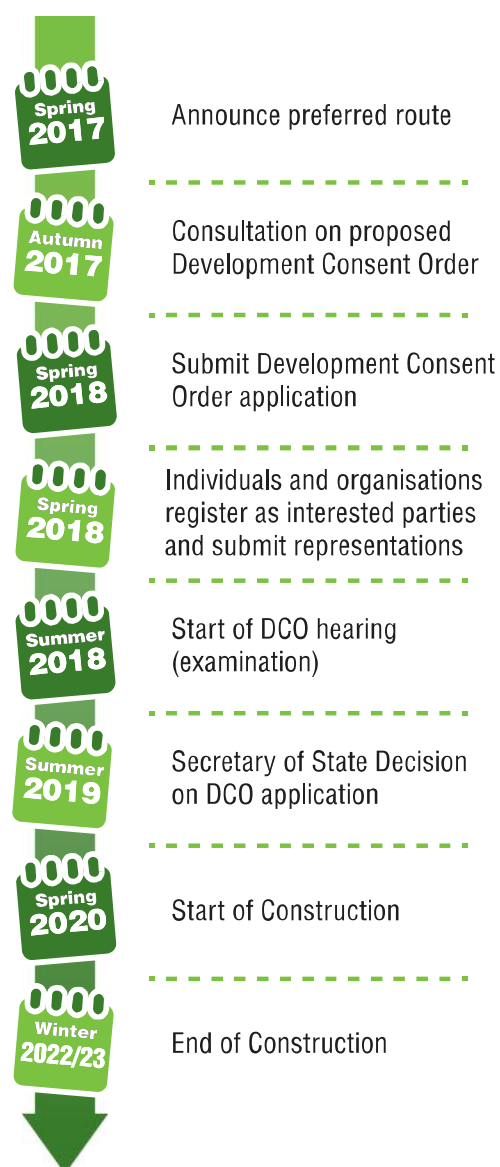 Spring
2017
Announce preferred route
Autumn
2017
Consultation on proposed
Development Consent Order
Spring
2018
Submit Development Consent
Order application
Spring
2018
Individuals and organisations
register as interested parties
and submit representations
Summer
2018
Start of DCO hearing
(examination)
Summer
2019
Secretary of State Decision
on DCO application
Spring
2020
Start of Construction
Winter
2022/23
End of Construction